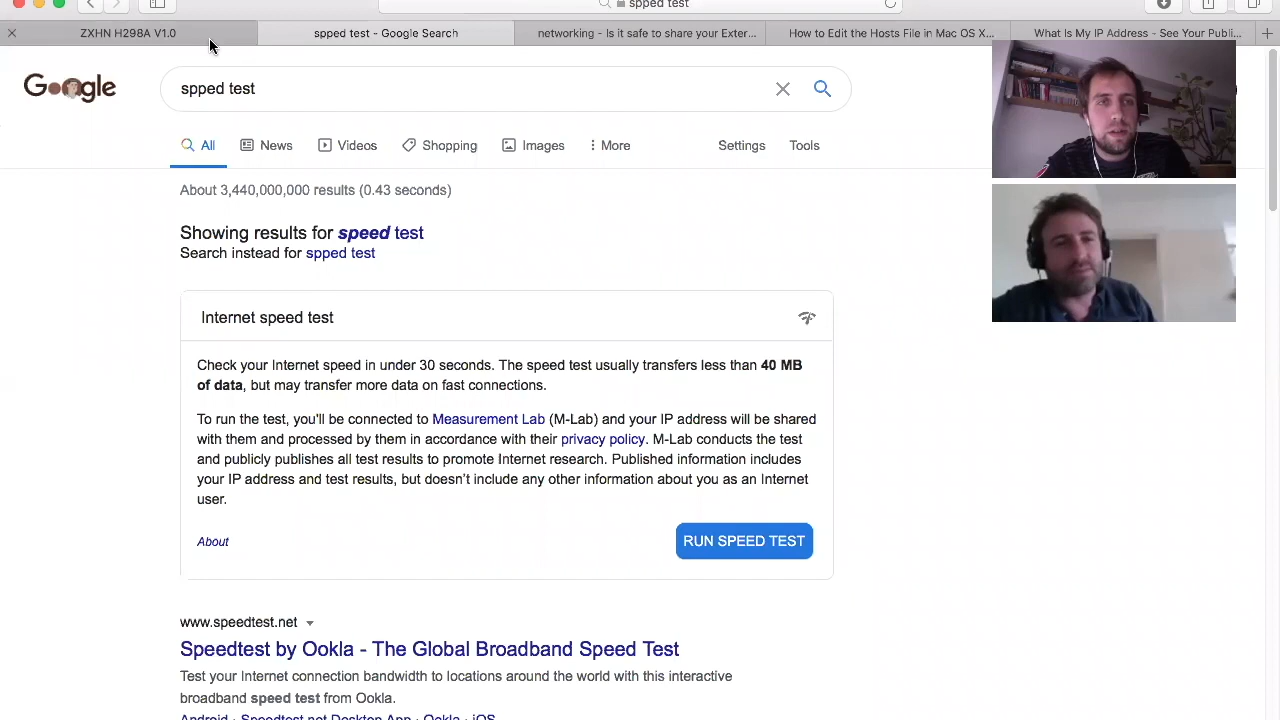 spped test
ZXHN H298A V1.0
spped test - Google Search
networking - Is it safe to share your Exter...
How to Edit the Hosts File in Mac OS X...
What Is My IP Address - See Your Publi...
Google
spped test
All
News
Videos
Shopping
Images
More
Settings
Tools
About 3,440,000,000 results (0.43 seconds)
Showing results for speed test
Search instead for spped test
Internet speed test
Check your Internet speed in under 30 seconds. The speed test usually transfers less than 40 MB
of data, but may transfer more data on fast connections.
To run the test, you'll be connected to Measurement Lab (M-Lab) and your IP address will be shared
with them and processed by them in accordance with their privacy policy. M-Lab conducts the test
and publicly publishes all test results to promote Internet research. Published information includes
your IP address and test results, but doesn't include any other information about you as an Internet
user.
About
RUN SPEED TEST
www.speedtest.net
Speedtest by Ookla - The Global Broadband Speed Test
Test your Internet connection bandwidth to locations around the world with this interactive
broadband speed test from Ookla.
Android · Speedtest.net Desktop App · Ookla · iOS